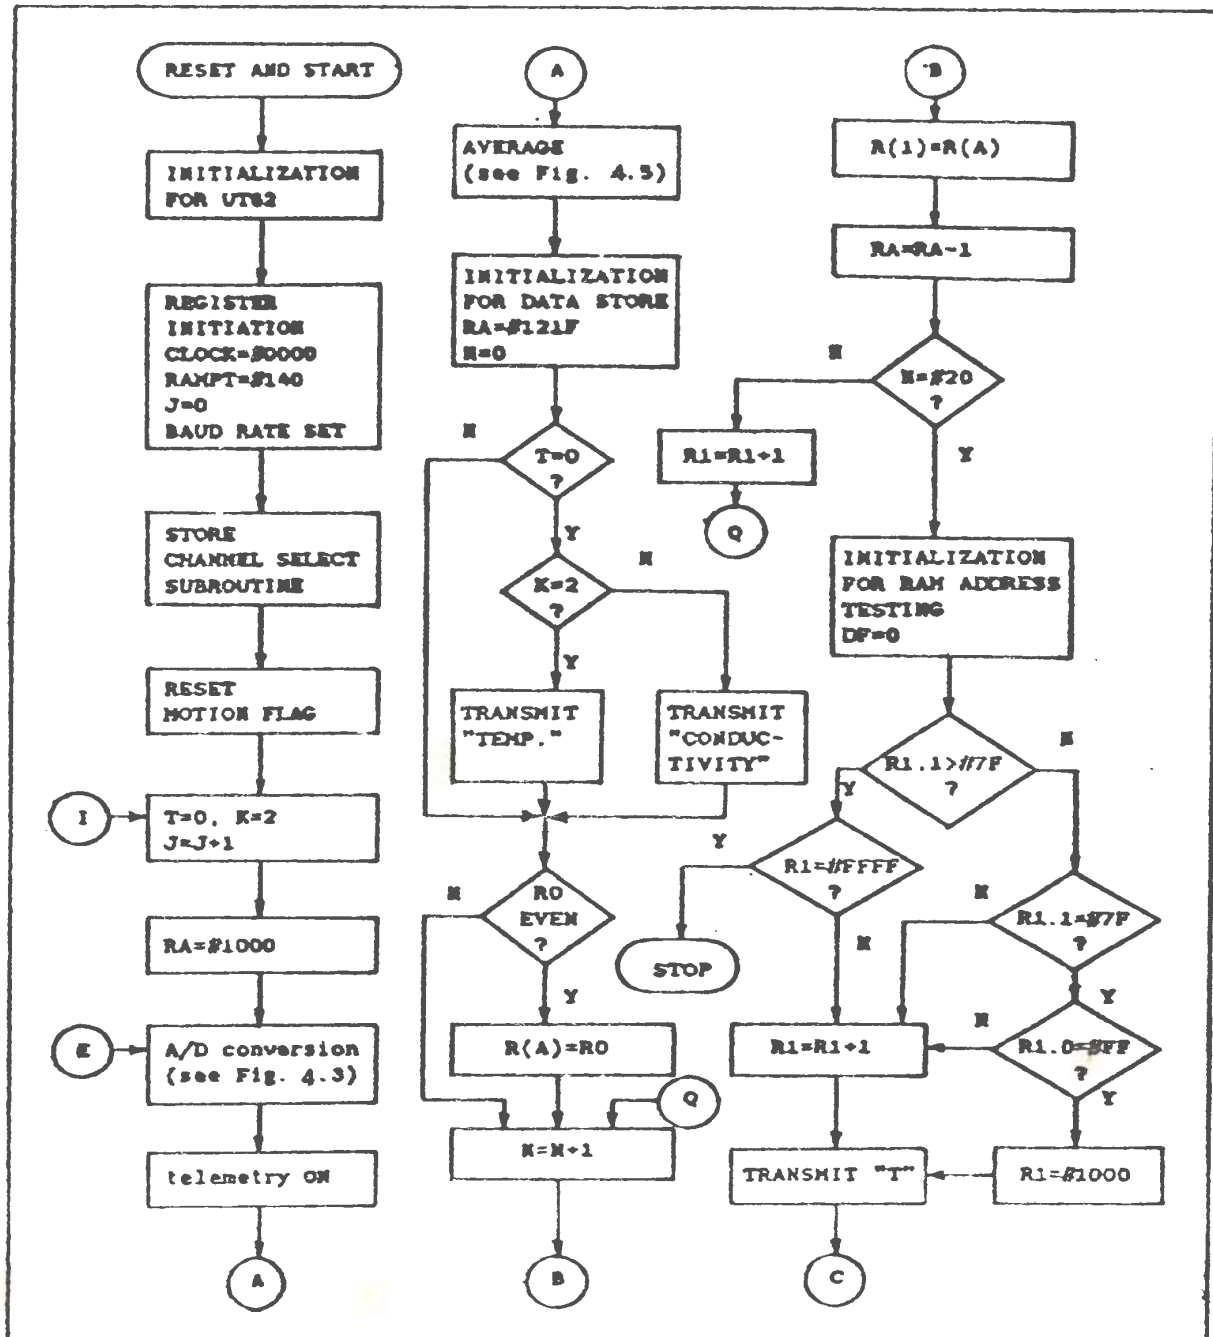 RESET AND START
INITIALIZATION
FOR UT62
REGISTER
INITIATION
CLOCK=#0000
RAMPT=#140
J=0
BAUD RATE SET
STORE
CHANNEL SELECT
SUBROUTINE
RESET
MOTION FLAG
I
T=0, K=2
J=J+1
RA=#1000
E
A/D conversion
(see Fig. 4.3)
telemetry ON
A
A
AVERAGE
(see Fig. 4.5)
INITIALIZATION
FOR DATA STORE
RA=#121F
N=0
N
T=0
?
Y
N
K=2
?
Y
TRANSMIT
"TEMP."
TRANSMIT
"CONDUC-
TIVITY"
N
R0
EVEN
?
Y
R(A)=R0
Q
N=N+1
B
B
R(1)=R(A)
RA=RA-1
N
N=#20
?
Y
R1=R1+1
Q
INITIALIZATION
FOR RAM ADDRESS
TESTING
DF=0
N
R1.1>#7F
?
Y
Y
R1=#FFFF
?
N
STOP
N
R1.1=#7F
?
Y
N
R1.0=#FF
?
Y
R1=R1+1
TRANSMIT "T"
R1=#1000
C